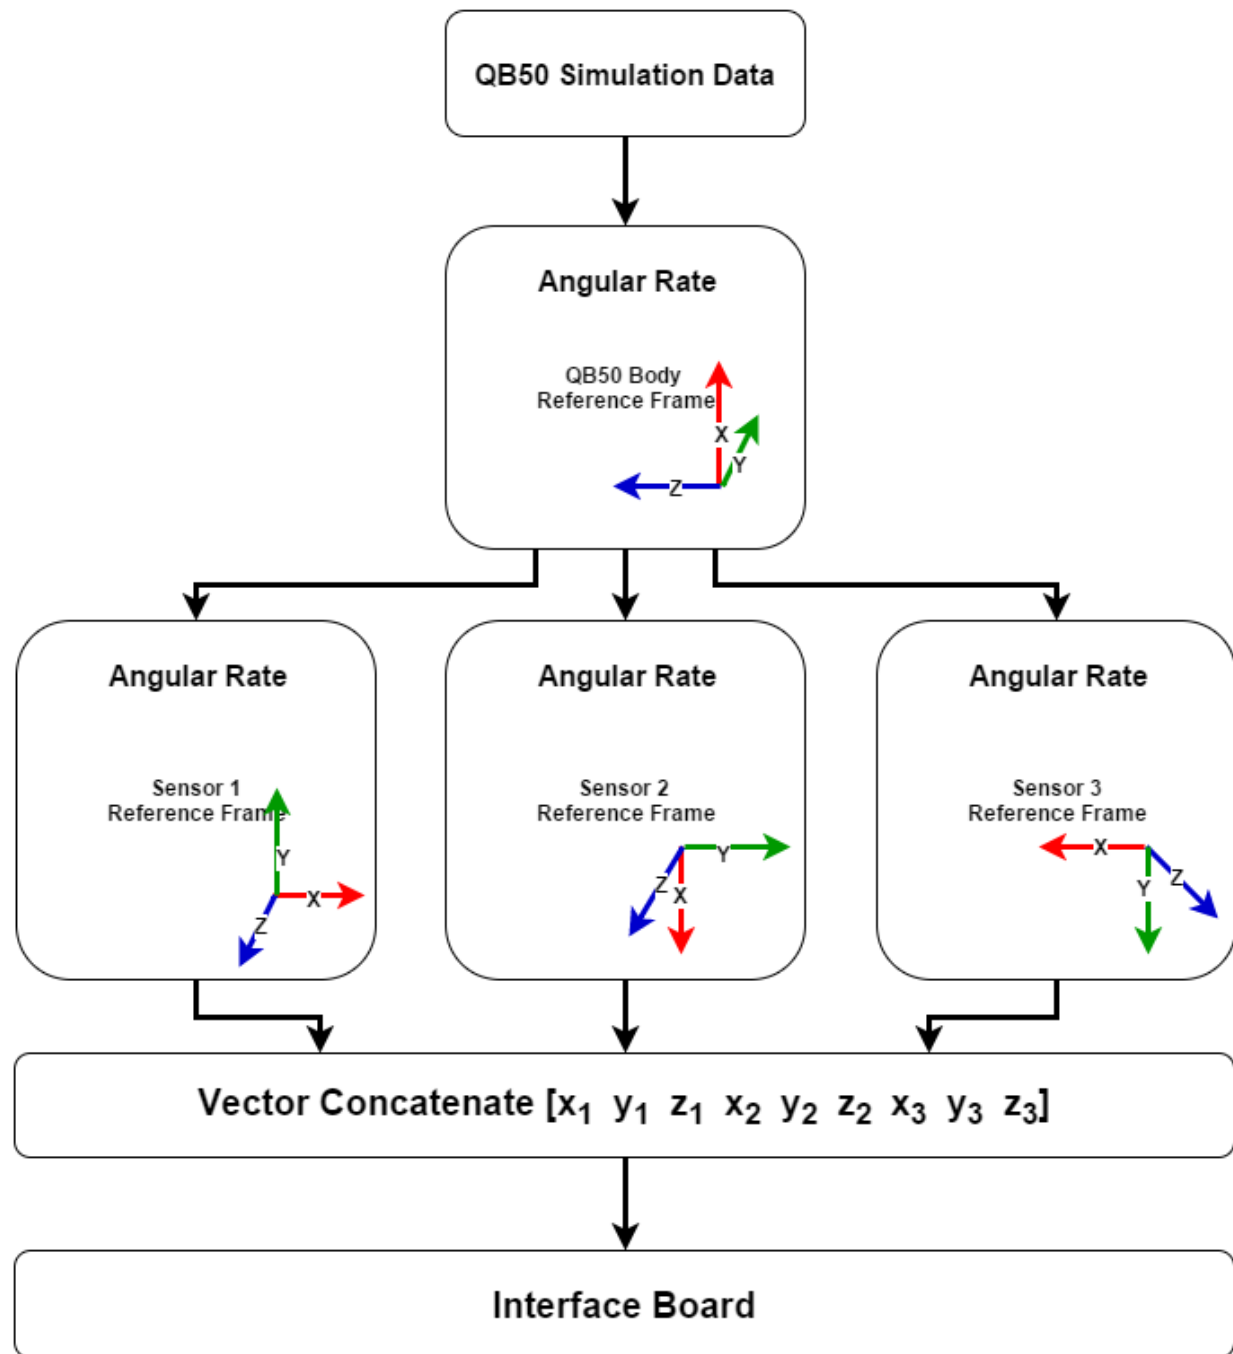 QB50 Simulation Data
Angular Rate
QB50 Body
Reference Frame
X
Y
Z
Angular Rate
Sensor 1
Reference Frame
Y
X
Z
Angular Rate
Sensor 2
Reference Frame
Y
Z
X
Angular Rate
Sensor 3
Reference Frame
X
Z
Y
Vector Concatenate [x₁ y₁ z₁ x₂ y₂ z₂ x₃ y₃ z₃]
Interface Board